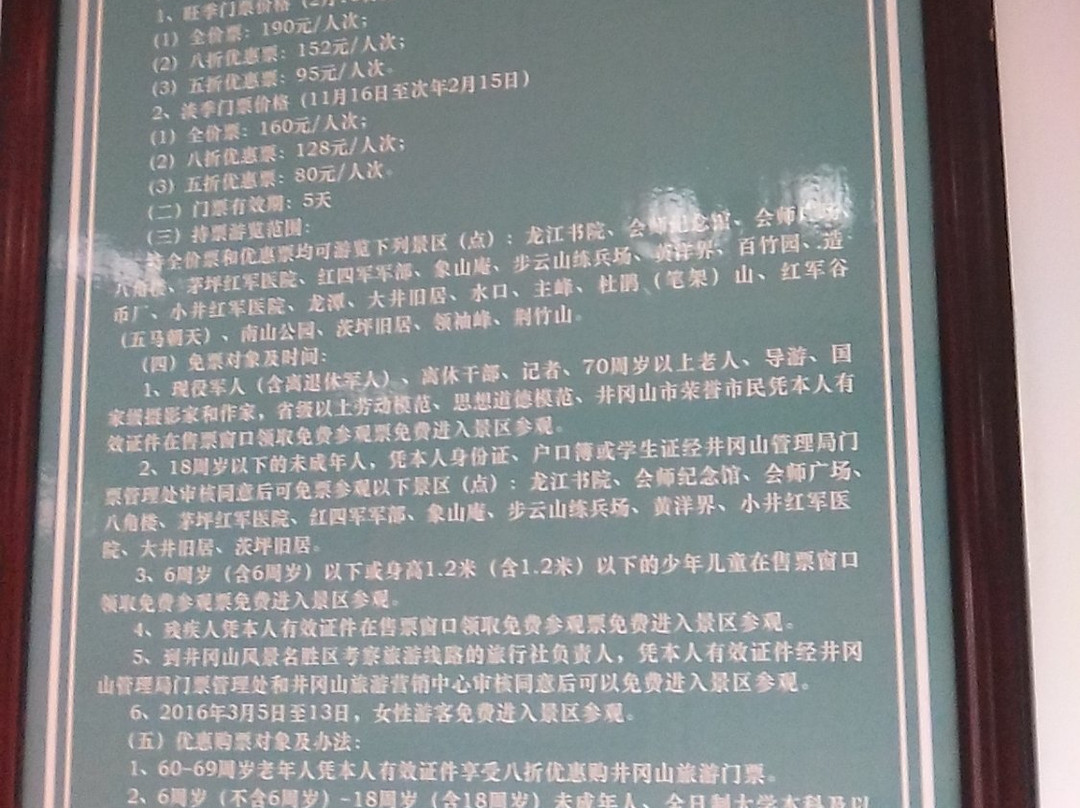 1、旺季门票价格（2月16
(1) 全价票：190元/人次；
(2) 八折优惠票：152元/人次；
(3) 五折优惠票：95元/人次。
2、淡季门票价格（11月16日至次年2月15日）
(1) 全价票：160元/人次；
(2) 八折优惠票：128元/人次；
(3) 五折优惠票：80元/人次。
（二）门票有效期：5天
（三）持票游览范围：
持全价票和优惠票均可游览下列景区（点）：龙江书院、会师纪念馆、会师广场、
八角楼、茅坪红军医院、红四军军部、象山庵、步云山练兵场、黄洋界、百竹园、造
币厂、小井红军医院、龙潭、大井旧居、水口、主峰、杜鹃（笔架）山、红军谷
（五马朝天）、南山公园、茨坪旧居、领袖峰、荆竹山。
（四）免票对象及时间：
1、现役军人（含离退休军人）、离休干部、记者、70周岁以上老人、导游、国
家级摄影家和作家，省级以上劳动模范、思想道德模范、井冈山市荣誉市民凭本人有
效证件在售票窗口领取免费参观票免费进入景区参观。
2、18周岁以下的未成年人，凭本人身份证、户口簿或学生证经井冈山管理局门
票管理处审核同意后可免票参观以下景区（点）：龙江书院、会师纪念馆、会师广场、
八角楼、茅坪红军医院、红四军军部、象山庵、步云山练兵场、黄洋界、小井红军医
院、大井旧居、茨坪旧居。
3、6周岁（含6周岁）以下或身高1.2米（含1.2米）以下的少年儿童在售票窗口
领取免费参观票免费进入景区参观。
4、残疾人凭本人有效证件在售票窗口领取免费参观票免费进入景区参观。
5、到井冈山风景名胜区考察旅游线路的旅行社负责人，凭本人有效证件经井冈
山管理局门票管理处和井冈山旅游营销中心审核同意后可以免费进入景区参观。
6、2016年3月5日至13日，女性游客免费进入景区参观。
（五）优惠购票对象及办法：
1、60-69周岁老年人凭本人有效证件享受八折优惠购井冈山旅游门票。
2、6周岁（不含6周岁）-18周岁（含18周岁）未成年人、全日制大学本科及以